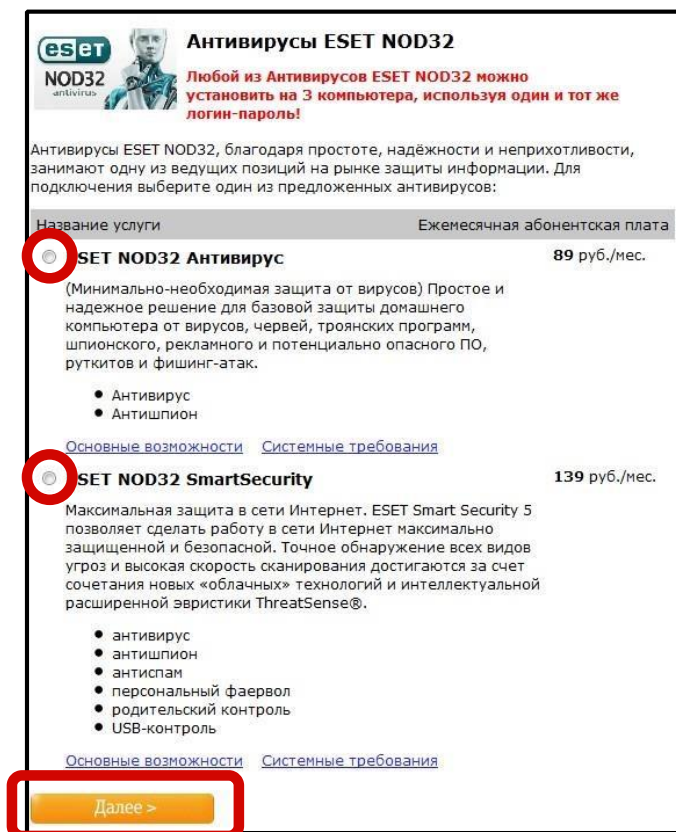 eset
NOD32
antivirus
Антивирусы ESET NOD32
Любой из Антивирусов ESET NOD32 можно
установить на 3 компьютера, используя один и тот же
логин-пароль!
Антивирусы ESET NOD32, благодаря простоте, надёжности и неприхотливости,
занимают одну из ведущих позиций на рынке защиты информации. Для
подключения выберите один из предложенных антивирусов:
Название услуги Ежемесячная абонентская плата
SET NOD32 Антивирус 89 руб./мес.
(Минимально-необходимая защита от вирусов) Простое и
надежное решение для базовой защиты домашнего
компьютера от вирусов, червей, троянских программ,
шпионского, рекламного и потенциально опасного ПО,
руткитов и фишинг-атак.
• Антивирус
• Антишпион
Основные возможности Системные требования
SET NOD32 SmartSecurity 139 руб./мес.
Максимальная защита в сети Интернет. ESET Smart Security 5
позволяет сделать работу в сети Интернет максимально
защищенной и безопасной. Точное обнаружение всех видов
угроз и высокая скорость сканирования достигаются за счет
сочетания новых «облачных» технологий и интеллектуальной
расширенной эвристики ThreatSense®.
• антивирус
• антишпион
• антиспам
• персональный фаервол
• родительский контроль
• USB-контроль
Основные возможности Системные требования
Далее >